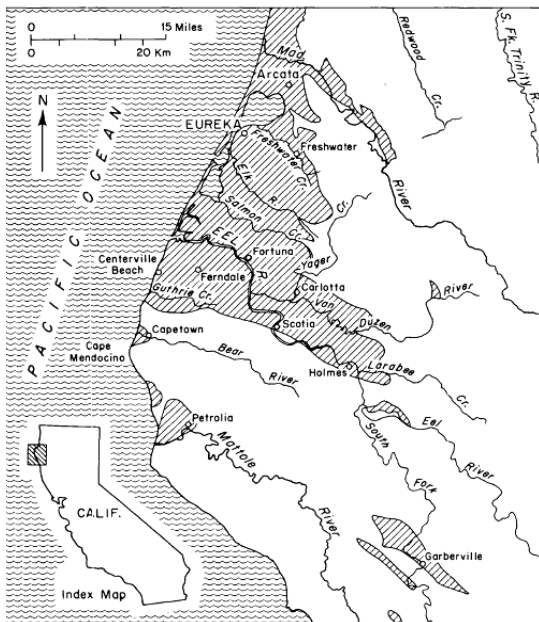 0 15 Miles
0 20 Km
N
PACIFIC OCEAN
Redwood
Cr.
S. Fk. Trinity R.
Mad
River
Arcata
EUREKA
Freshwater Cr.
Freshwater
Elk
R.
Salmon
Cr.
Cr.
Yager
EEL
R.
Fortuna
Centerville
Beach
Ferndale
Carlotta
Van
Duzen
River
Guthrie Cr.
Scotia
Capetown
Cape
Mendocino
Bear
River
Holmes
Larabee
Cr.
Eel
River
South
Fork
Petrolia
Mattole
River
Garberville
CALIF.
Index Map